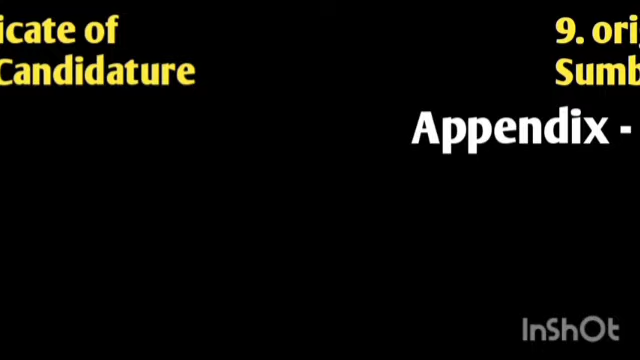 icate of
Candidature
9. ori
Sumb
Appendix -
InShOt